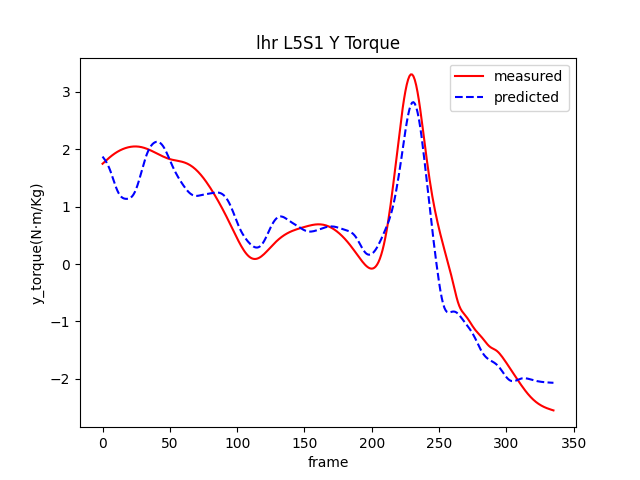 lhr L5S1 Y Torque
measured
predicted
y_torque(N·m/Kg)
3
2
1
0
−1
−2
0 50 100 150 200 250 300 350
frame